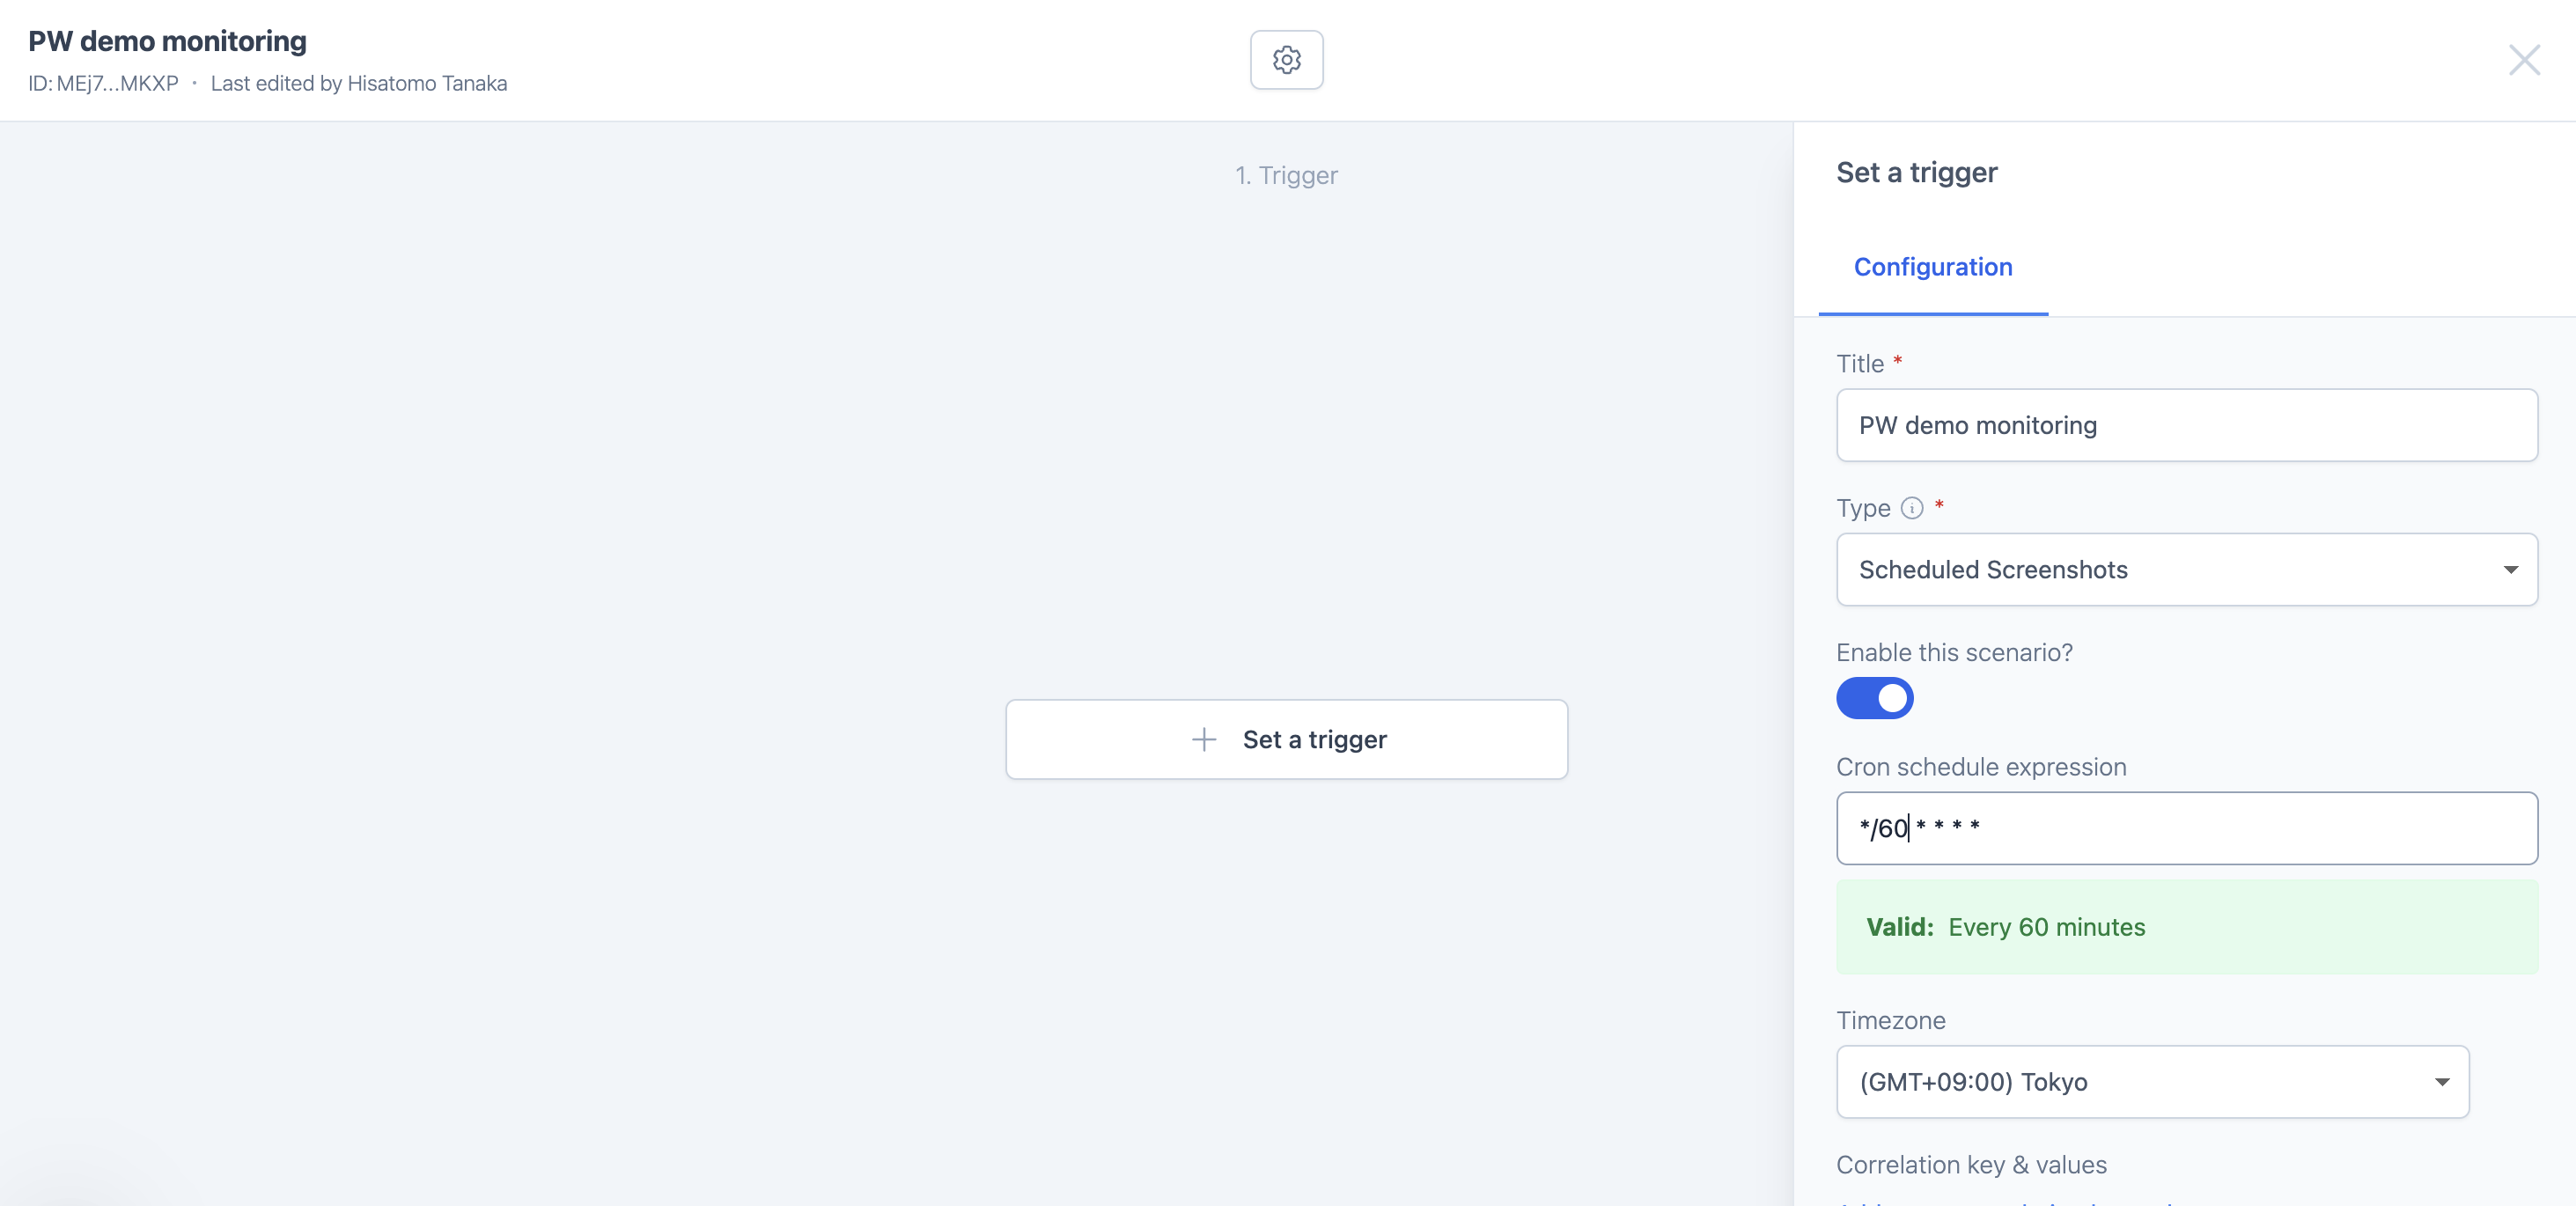 PW demo monitoring
ID: MEj7...MKXP · Last edited by Hisatomo Tanaka
1. Trigger
Set a trigger
Set a trigger
Configuration
Title *
PW demo monitoring
Type *
Scheduled Screenshots
Enable this scenario?
Cron schedule expression
*/60 * * * *
Valid: Every 60 minutes
Timezone
(GMT+09:00) Tokyo
Correlation key & values